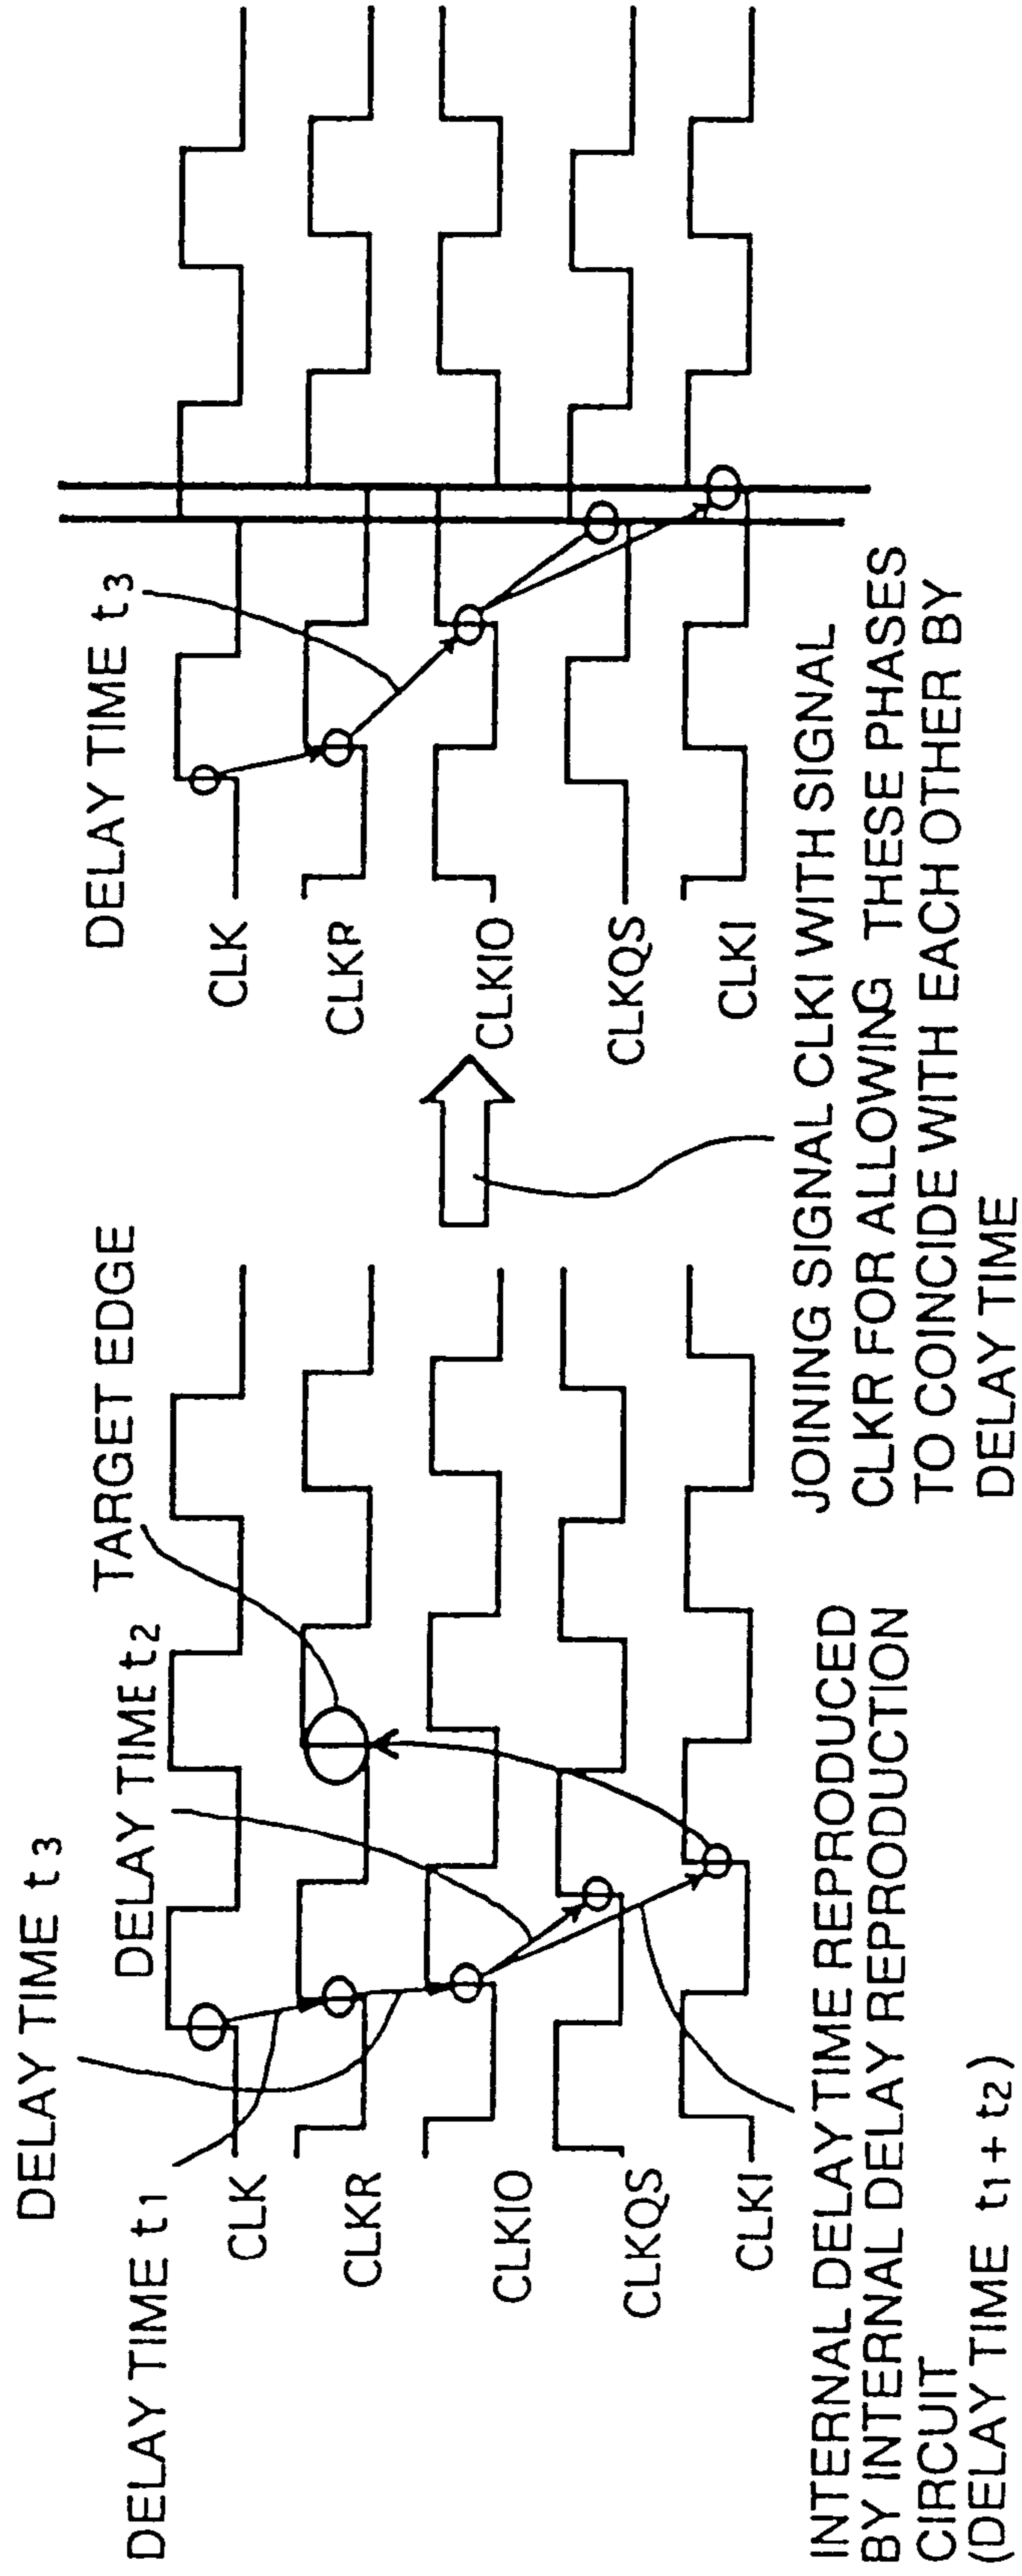 DELAY TIME t3
DELAY TIME t1
DELAY TIME t2
TARGET EDGE
CLK
CLKR
CLKIO
CLKQS
CLKI
INTERNAL DELAY TIME REPRODUCED
BY INTERNAL DELAY REPRODUCTION
CIRCUIT
(DELAY TIME t1 + t2)
DELAY TIME t3
CLK
CLKR
CLKIO
CLKQS
CLKI
JOINING SIGNAL CLKI WITH SIGNAL
CLKR FOR ALLOWING THESE PHASES
TO COINCIDE WITH EACH OTHER BY
DELAY TIME